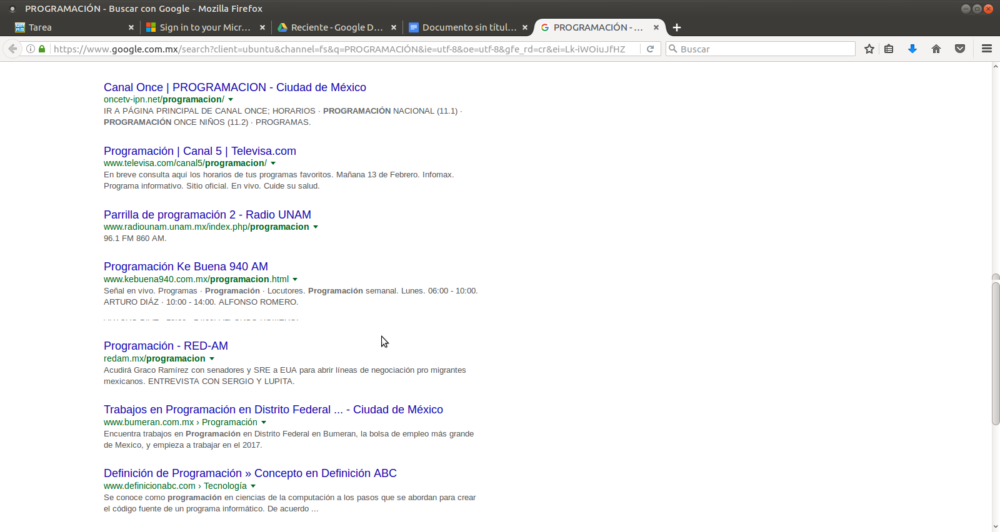 PROGRAMACIÓN - Buscar con Google - Mozilla Firefox
Tarea
Sign in to your Micr...
Reciente - Google D...
Documento sin títul...
PROGRAMACIÓN - ...
https://www.google.com.mx/search?client=ubuntu&channel=fs&q=PROGRAMACIÓN&ie=utf-8&oe=utf-8&gfe_rd=cr&ei=Lk-iWOiuJfHZ
Buscar
Canal Once | PROGRAMACION - Ciudad de México
oncetv-ipn.net/programacion/
IR A PÁGINA PRINCIPAL DE CANAL ONCE; HORARIOS · PROGRAMACIÓN NACIONAL (11.1) ·
PROGRAMACIÓN ONCE NIÑOS (11.2) · PROGRAMAS.
Programación | Canal 5 | Televisa.com
www.televisa.com/canal5/programacion/
En breve consulta aquí los horarios de tus programas favoritos. Mañana 13 de Febrero. Infomax.
Programa informativo. Sitio oficial. En vivo. Cuide su salud.
Parrilla de programación 2 - Radio UNAM
www.radiounam.unam.mx/index.php/programacion
96.1 FM 860 AM.
Programación Ke Buena 940 AM
www.kebuena940.com.mx/programacion.html
Señal en vivo. Programas · Programación · Locutores. Programación semanal. Lunes. 06:00 - 10:00.
ARTURO DIÁZ · 10:00 - 14:00. ALFONSO ROMERO.
Programación - RED-AM
redam.mx/programacion
Acudirá Graco Ramírez con senadores y SRE a EUA para abrir líneas de negociación pro migrantes
mexicanos. ENTREVISTA CON SERGIO Y LUPITA.
Trabajos en Programación en Distrito Federal ... - Ciudad de México
www.bumeran.com.mx › Programación
Encuentra trabajos en Programación en Distrito Federal en Bumeran, la bolsa de empleo más grande
de Mexico, y empieza a trabajar en el 2017.
Definición de Programación » Concepto en Definición ABC
www.definicionabc.com › Tecnología
Se conoce como programación en ciencias de la computación a los pasos que se abordan para crear
el código fuente de un programa informático. De acuerdo ...